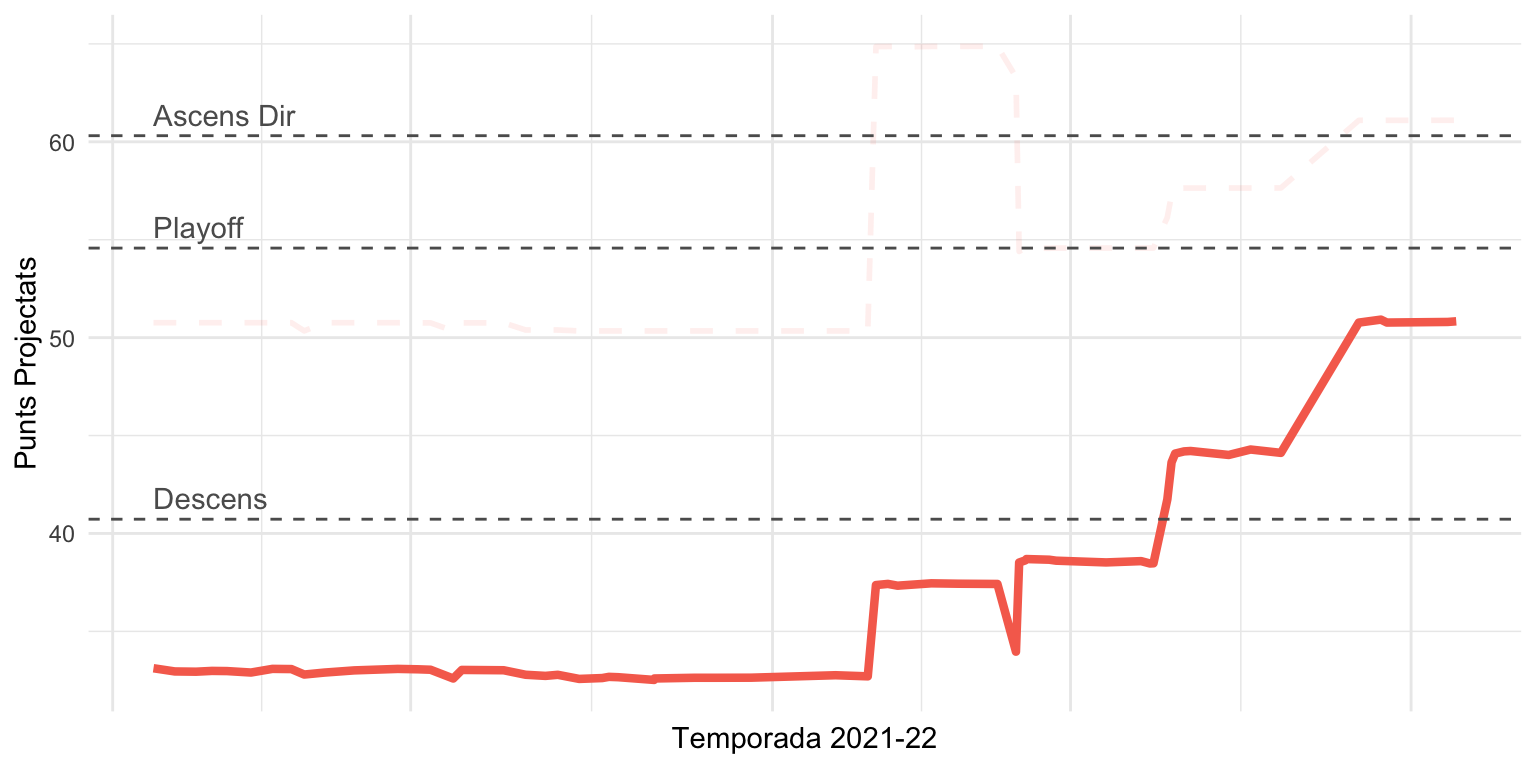 Ascens Dir
60
Playoff
50
Descens
40
Punts Projectats
Temporada 2021-22